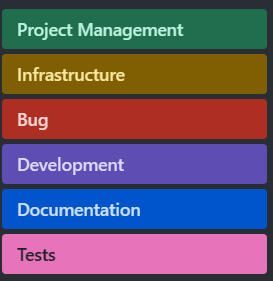 Project Management
Infrastructure
Bug
Development
Documentation
Tests